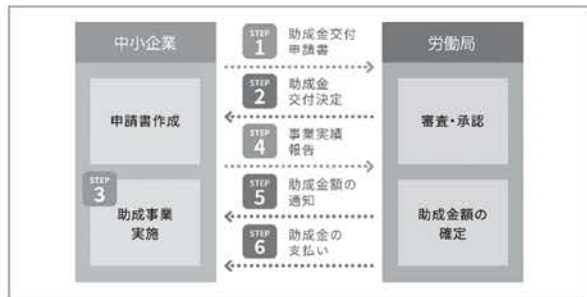 中小企業
申請書作成
STEP
3
助成事業
実施
STEP
1
助成金交付
申請書
STEP
2
助成金
交付決定
STEP
4
事業実績
報告
STEP
5
助成金額の
通知
STEP
6
助成金の
支払い
労働局
審査・承認
助成金額の
確定